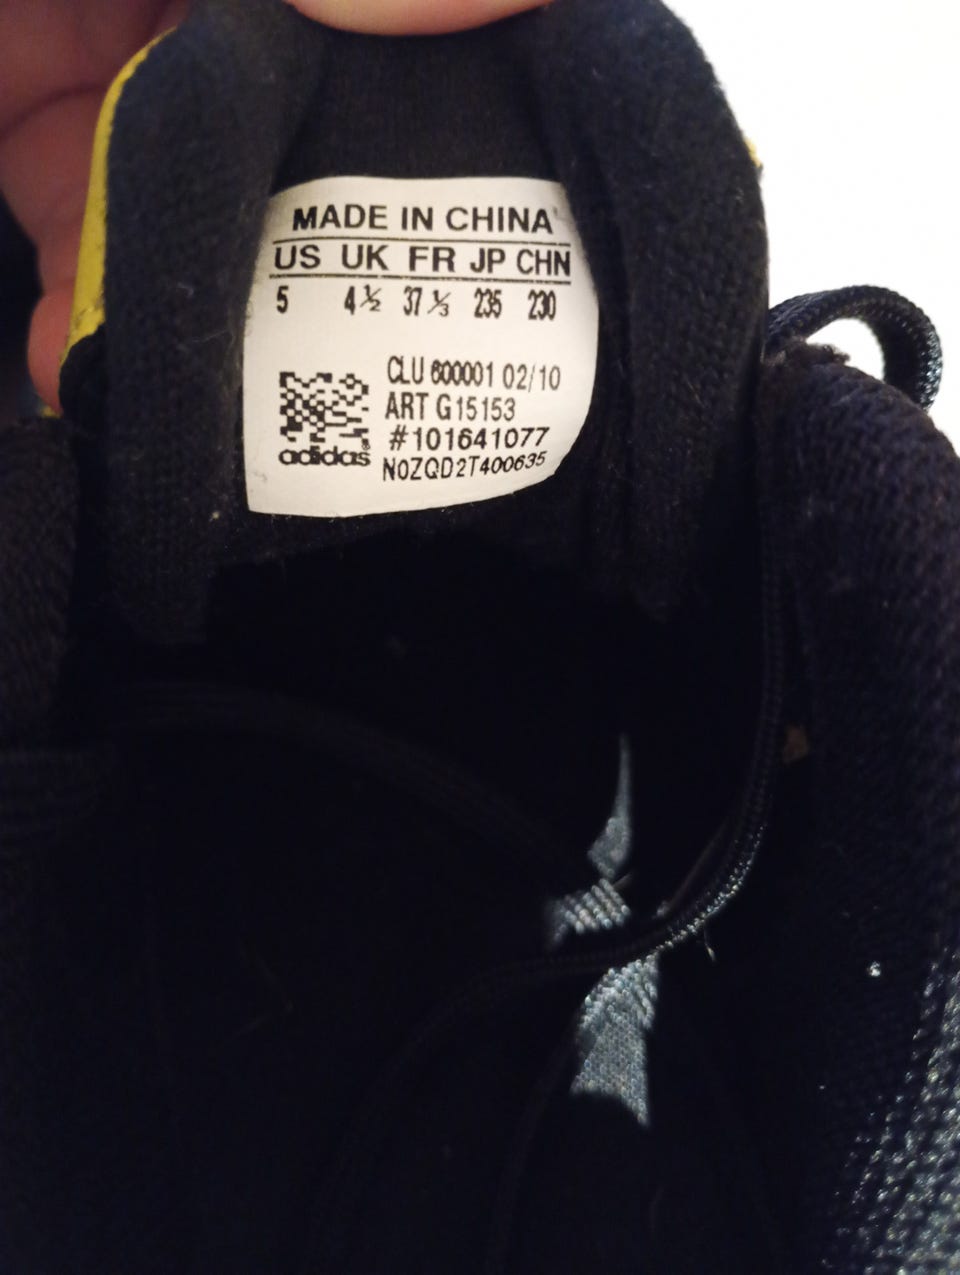 MADE IN CHINA
US UK FR JP CHN
5 4½ 37⅓ 235 230
CLU 600001 02/10
ART G15153
#101641077
adidas®
N0ZQD2T400635